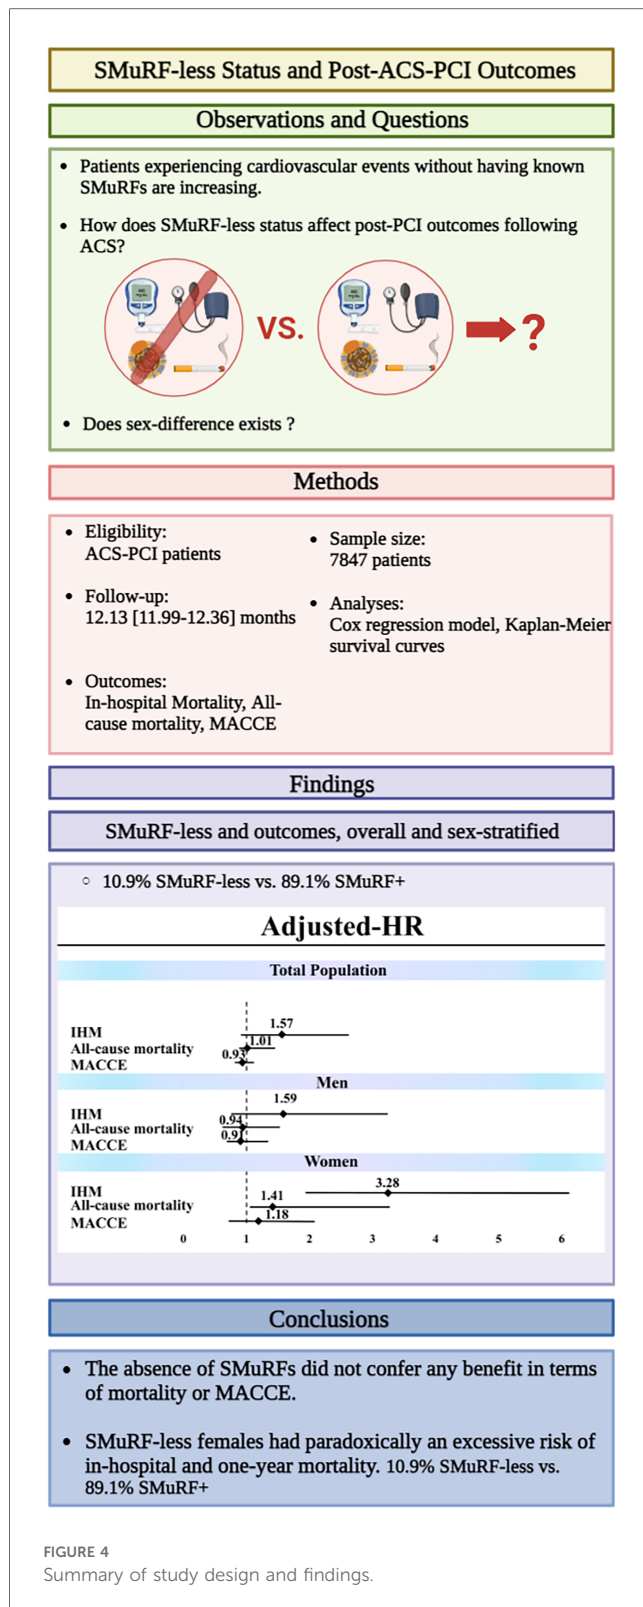 SMuRF-less Status and Post-ACS-PCI Outcomes
Observations and Questions
• Patients experiencing cardiovascular events without having known
SMuRFs are increasing.
• How does SMuRF-less status affect post-PCI outcomes following
ACS?
VS.
?
• Does sex-difference exists ?
Methods
• Eligibility:
ACS-PCI patients
• Follow-up:
12.13 [11.99-12.36] months
• Outcomes:
In-hospital Mortality, All-
cause mortality, MACCE
• Sample size:
7847 patients
• Analyses:
Cox regression model, Kaplan-Meier
survival curves
Findings
SMuRF-less and outcomes, overall and sex-stratified
○ 10.9% SMuRF-less vs. 89.1% SMuRF+
Adjusted-HR
Total Population
IHM 1.57
All-cause mortality 1.01
MACCE 0.93
Men
IHM 1.59
All-cause mortality 0.94
MACCE 0.91
Women
IHM 3.28
All-cause mortality 1.41
MACCE 1.18
0 1 2 3 4 5 6
Conclusions
• The absence of SMuRFs did not confer any benefit in terms
of mortality or MACCE.
• SMuRF-less females had paradoxically an excessive risk of
in-hospital and one-year mortality. 10.9% SMuRF-less vs.
89.1% SMuRF+
FIGURE 4
Summary of study design and findings.